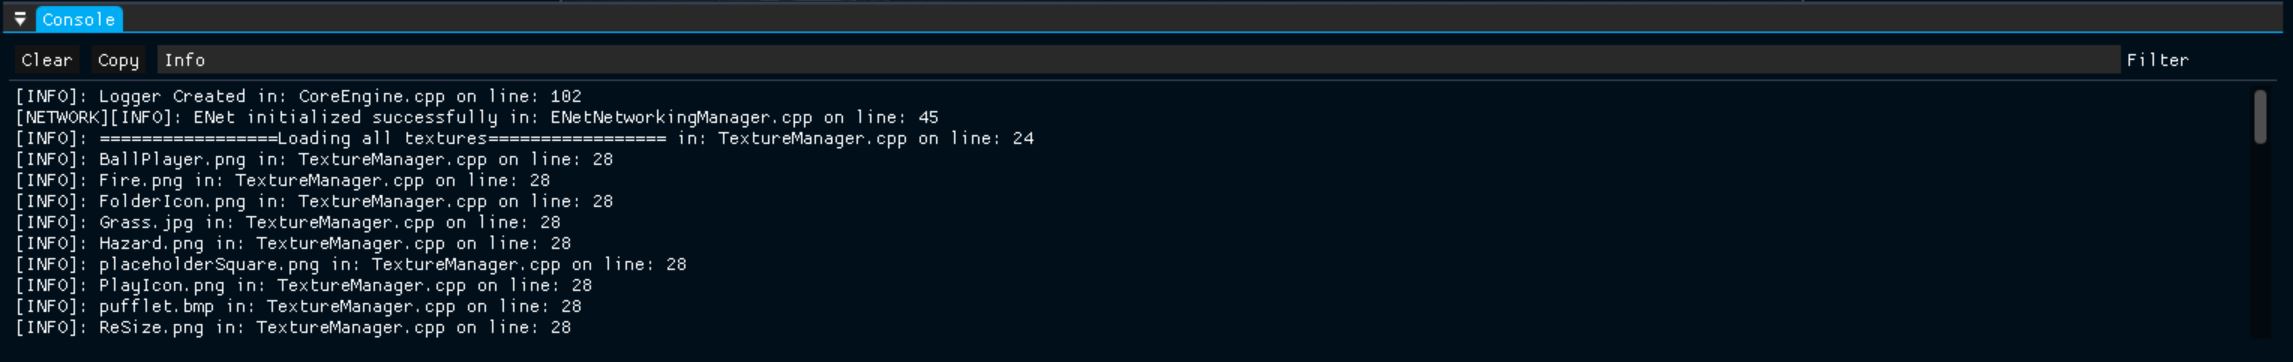 Console
Clear Copy Info Filter
[INFO]: Logger Created in: CoreEngine.cpp on line: 102
[NETWORK][INFO]: ENet initialized successfully in: ENetNetworkingManager.cpp on line: 45
[INFO]: =================Loading all textures================= in: TextureManager.cpp on line: 24
[INFO]: BallPlayer.png in: TextureManager.cpp on line: 28
[INFO]: Fire.png in: TextureManager.cpp on line: 28
[INFO]: FolderIcon.png in: TextureManager.cpp on line: 28
[INFO]: Grass.jpg in: TextureManager.cpp on line: 28
[INFO]: Hazard.png in: TextureManager.cpp on line: 28
[INFO]: placeholderSquare.png in: TextureManager.cpp on line: 28
[INFO]: PlayIcon.png in: TextureManager.cpp on line: 28
[INFO]: pufflet.bmp in: TextureManager.cpp on line: 28
[INFO]: ReSize.png in: TextureManager.cpp on line: 28